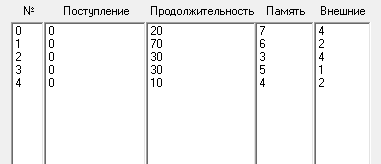 № Поступление Продолжительность Память Внешние
0 0 20 7 4
1 0 70 6 2
2 0 30 3 4
3 0 30 5 1
4 0 10 4 2